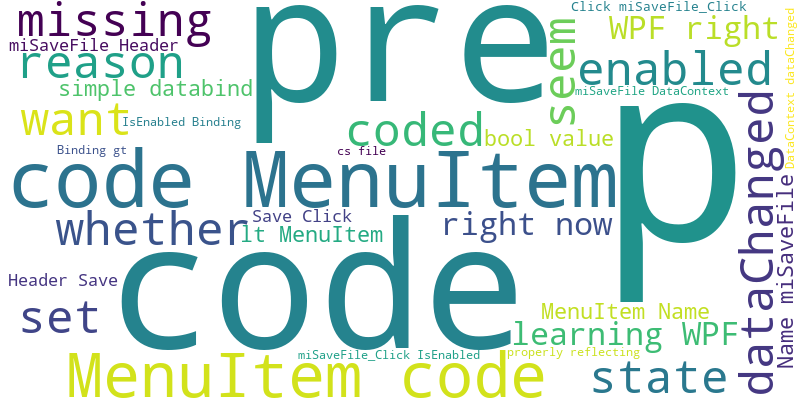 missing
pre
Click miSaveFile_Click
WPF right
miSaveFile Header
reason
seem
enabled
simple databind
miSaveFile DataContext
want
IsEnabled Binding
coded
bool value
p
dataChanged
DataContext dataChanged
Binding gt
cs file
code MenuItem
whether
Save Click
lt MenuItem
right now
Name miSaveFile
Header Save
code
set
MenuItem Name
learning WPF
miSaveFile_Click IsEnabled
properly reflecting
MenuItem code
state